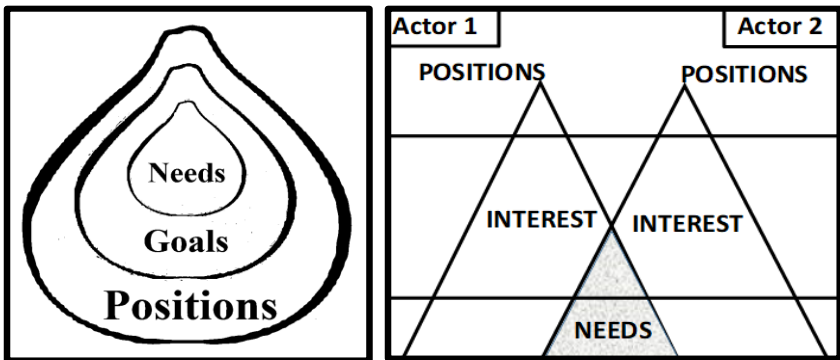 Needs
Goals
Positions
Actor 1
Actor 2
POSITIONS
POSITIONS
INTEREST
INTEREST
NEEDS